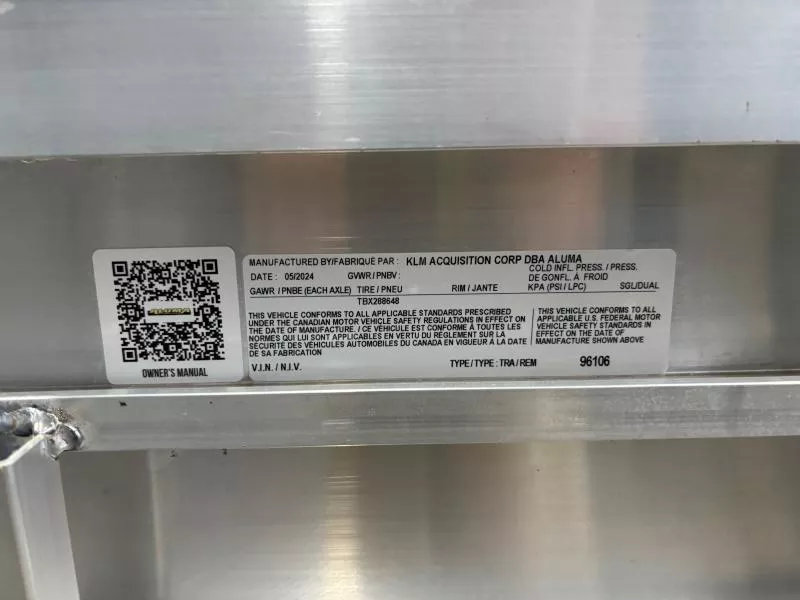 OWNER'S MANUAL
MANUFACTURED BY/FABRIQUÉ PAR : KLM ACQUISITION CORP DBA ALUMA
DATE : 05/2024 GVWR / PNBV :
COLD INFL. PRESS. / PRESS.
DE GONFL. À FROID
GAWR / PNBE (EACH AXLE) TIRE / PNEU RIM / JANTE KPA (PSI / LPC) SGL/DUAL
TBX288648
THIS VEHICLE CONFORMS TO ALL APPLICABLE STANDARDS PRESCRIBED
UNDER THE CANADIAN MOTOR VEHICLE SAFETY REGULATIONS IN EFFECT ON
THE DATE OF MANUFACTURE. / CE VÉHICULE EST CONFORME À TOUTES LES
NORMES QUI LUI SONT APPLICABLES EN VERTU DU RÈGLEMENT SUR LA
SÉCURITÉ DES VÉHICULES AUTOMOBILES DU CANADA EN VIGUEUR À LA DATE
DE SA FABRICATION
THIS VEHICLE CONFORMS TO ALL
APPLICABLE U.S. FEDERAL MOTOR
VEHICLE SAFETY STANDARDS IN
EFFECT ON THE DATE OF
MANUFACTURE SHOWN ABOVE
V.I.N. / N.I.V. TYPE / TYPE : TRA / REM 96106